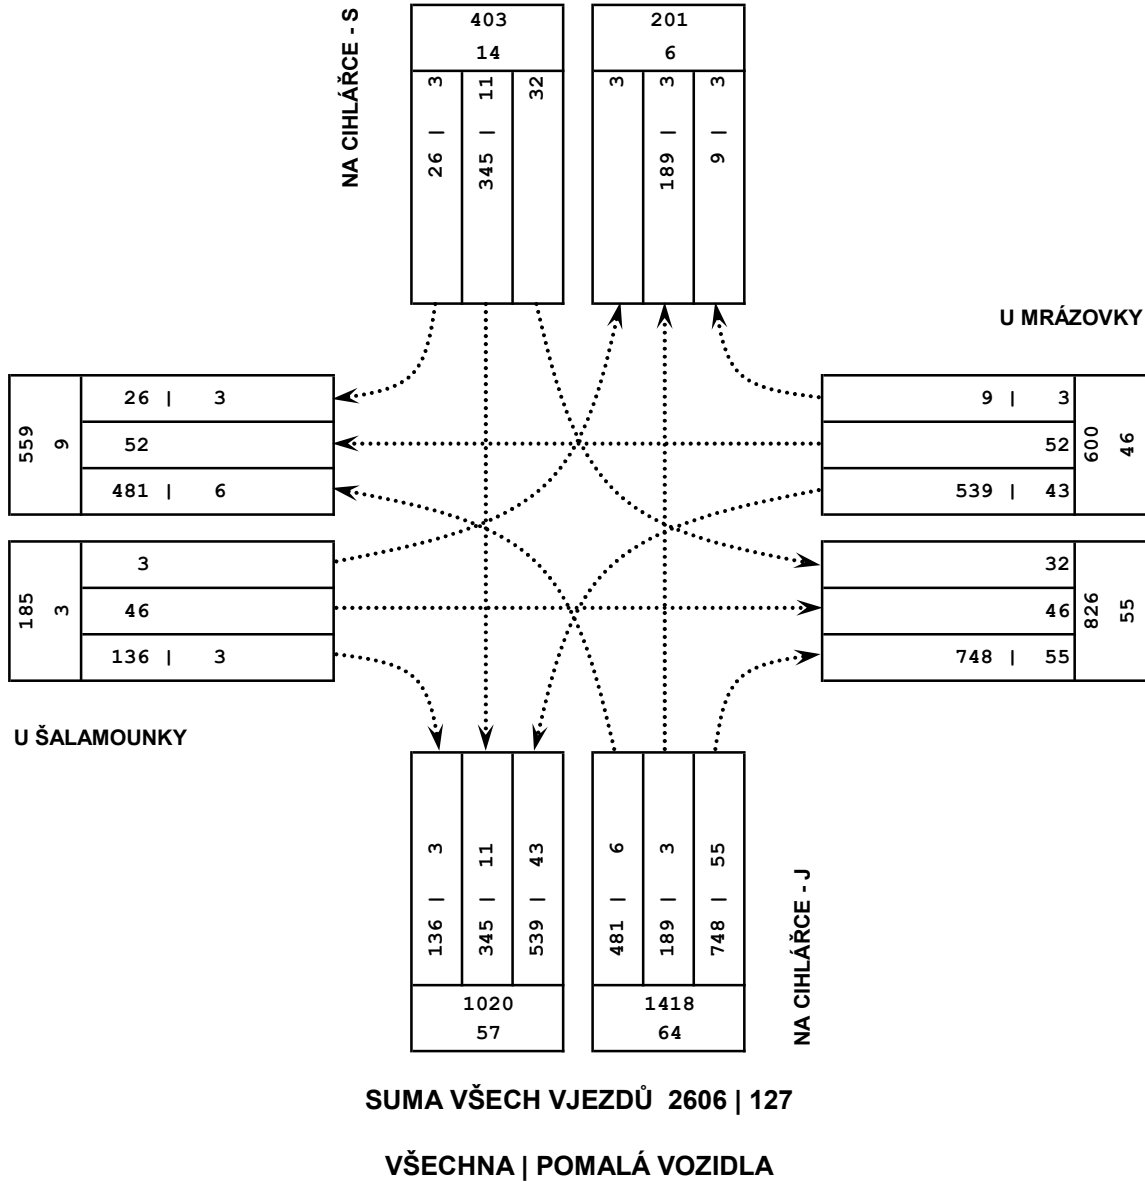 NA CIHLÁŘCE - S
403
14
26 | 3
345 | 11
32
201
6
3
189 | 3
9 | 3
U MRÁZOVKY
559
9
26 | 3
52
481 | 6
9 | 3
52
539 | 43
600
46
185
3
3
46
136 | 3
32
46
748 | 55
826
55
U ŠALAMOUNKY
136 | 3
345 | 11
539 | 43
1020
57
481 | 6
189 | 3
748 | 55
1418
64
NA CIHLÁŘCE - J
SUMA VŠECH VJEZDŮ 2606 | 127
VŠECHNA | POMALÁ VOZIDLA